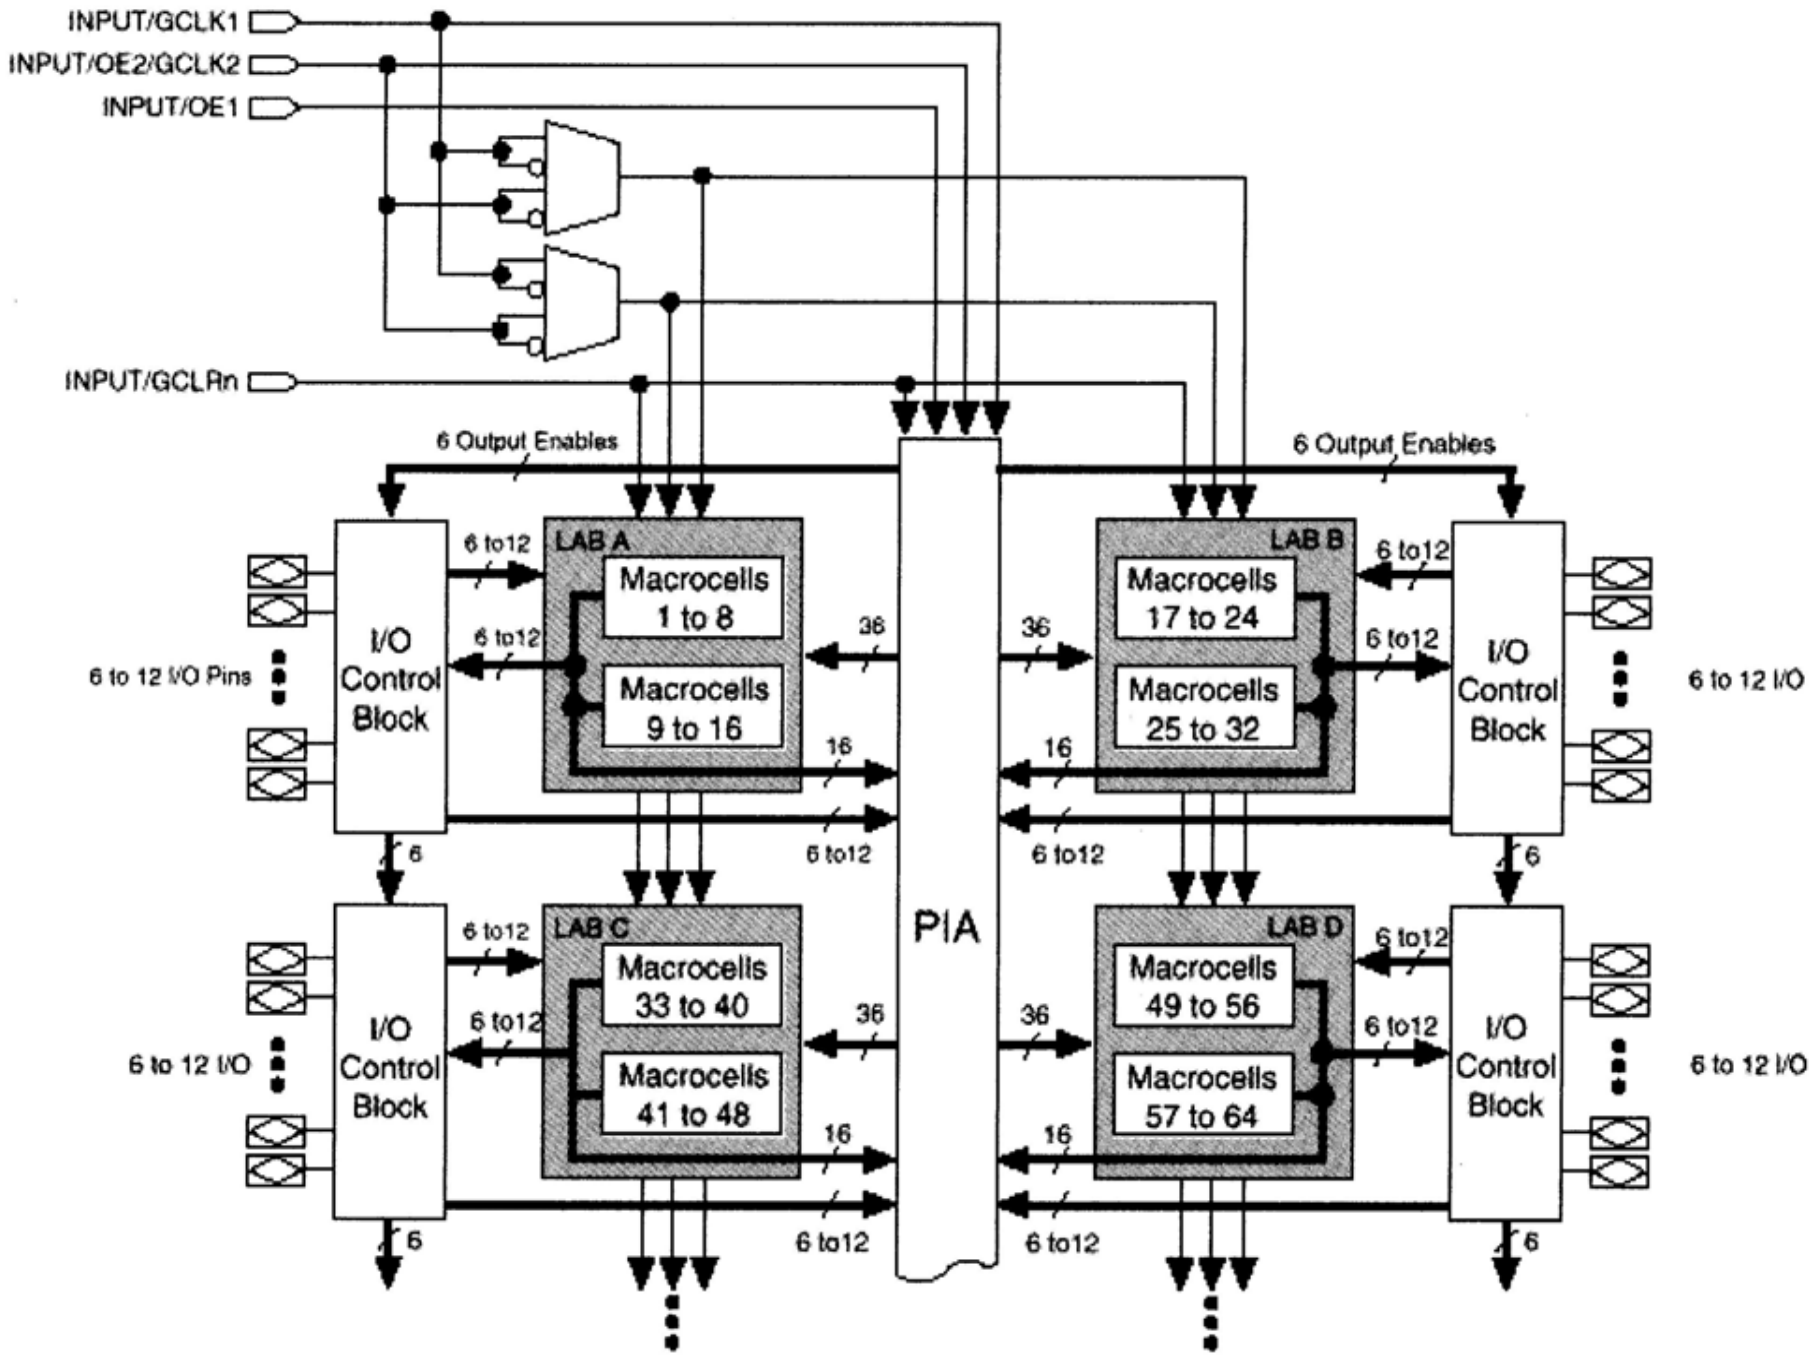 INPUT/GCLK1
INPUT/OE2/GCLK2
INPUT/OE1
INPUT/GCLRn
6 Output Enables
6 Output Enables
6 to12
LAB A
Macrocells
1 to 8
Macrocells
9 to 16
6 to12
I/O
Control
Block
6 to 12 I/O Pins
36
16
6 to12
6
36
16
6 to12
LAB B
Macrocells
17 to 24
Macrocells
25 to 32
6 to12
6 to12
I/O
Control
Block
6 to 12 I/O
6
PIA
6 to12
LAB C
Macrocells
33 to 40
Macrocells
41 to 48
6 to12
I/O
Control
Block
6 to 12 I/O
36
16
6 to12
6
36
16
6 to12
LAB D
Macrocells
49 to 56
Macrocells
57 to 64
6 to12
6 to12
I/O
Control
Block
6 to 12 I/O
6